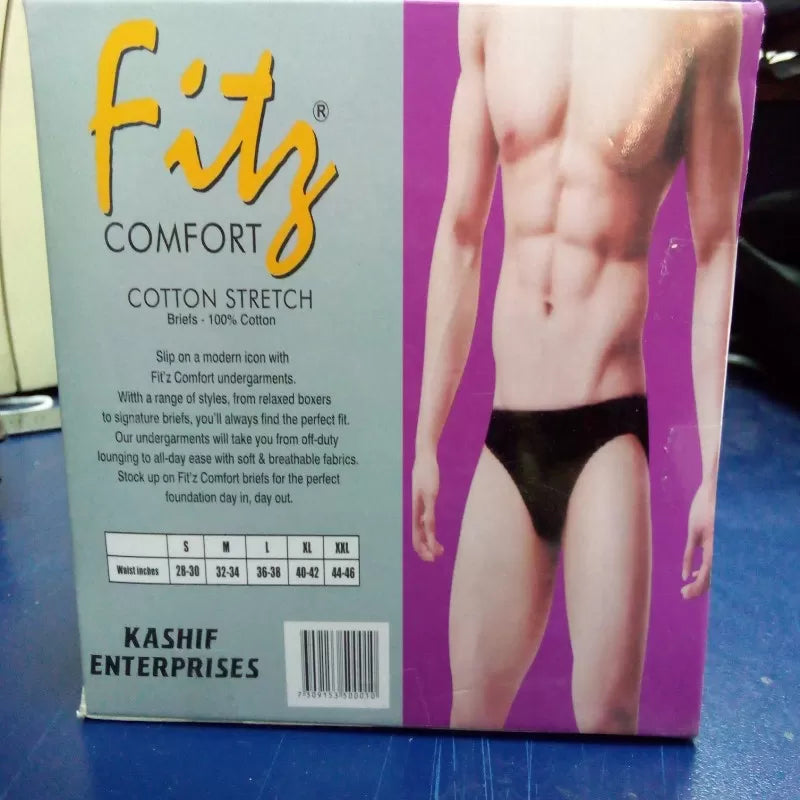 Fitz ®
COMFORT
COTTON STRETCH
Briefs - 100% Cotton
Slip on a modern icon with
Fit'z Comfort undergarments.
Witth a range of styles, from relaxed boxers
to signature briefs, you'll always find the perfect fit.
Our undergarments will take you from off-duty
lounging to all-day ease with soft & breathable fabrics.
Stock up on Fit'z Comfort briefs for the perfect
foundation day in, day out.
S M L XL XXL
Waist inches 28-30 32-34 36-38 40-42 44-46
KASHIF
ENTERPRISES